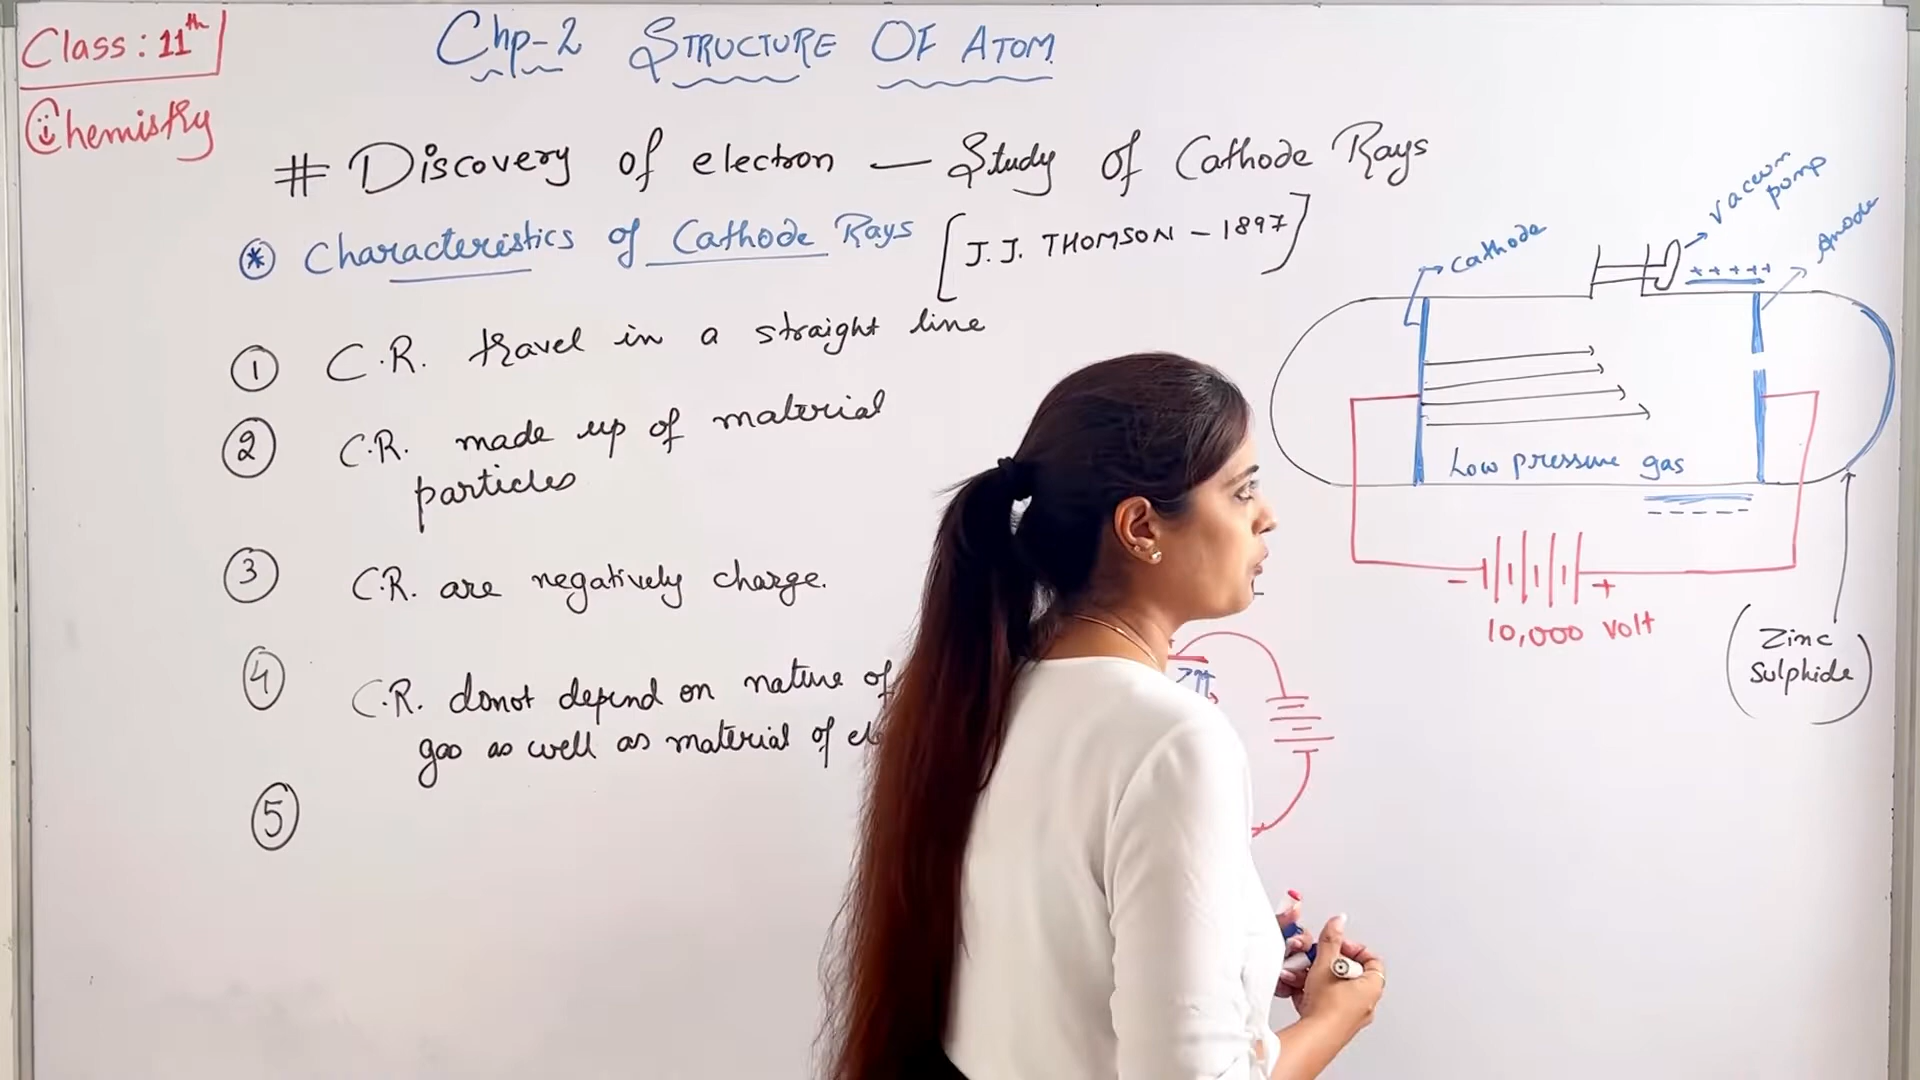 Class: 11th
Chemistry
Chp-2 STRUCTURE OF ATOM
# Discovery of electron — Study of Cathode Rays
* Characteristics of Cathode Rays [J.J. THOMSON - 1897]
1 C.R. travel in a straight line
2 C.R. made up of material
particles
3 C.R. are negatively charge.
4 C.R. donot depend on nature of
gas as well as material of
5
Cathode
Vacuum
pump
Anode
+ + + + +
Low pressure gas
- +
10,000 volt
(Zinc
Sulphide)